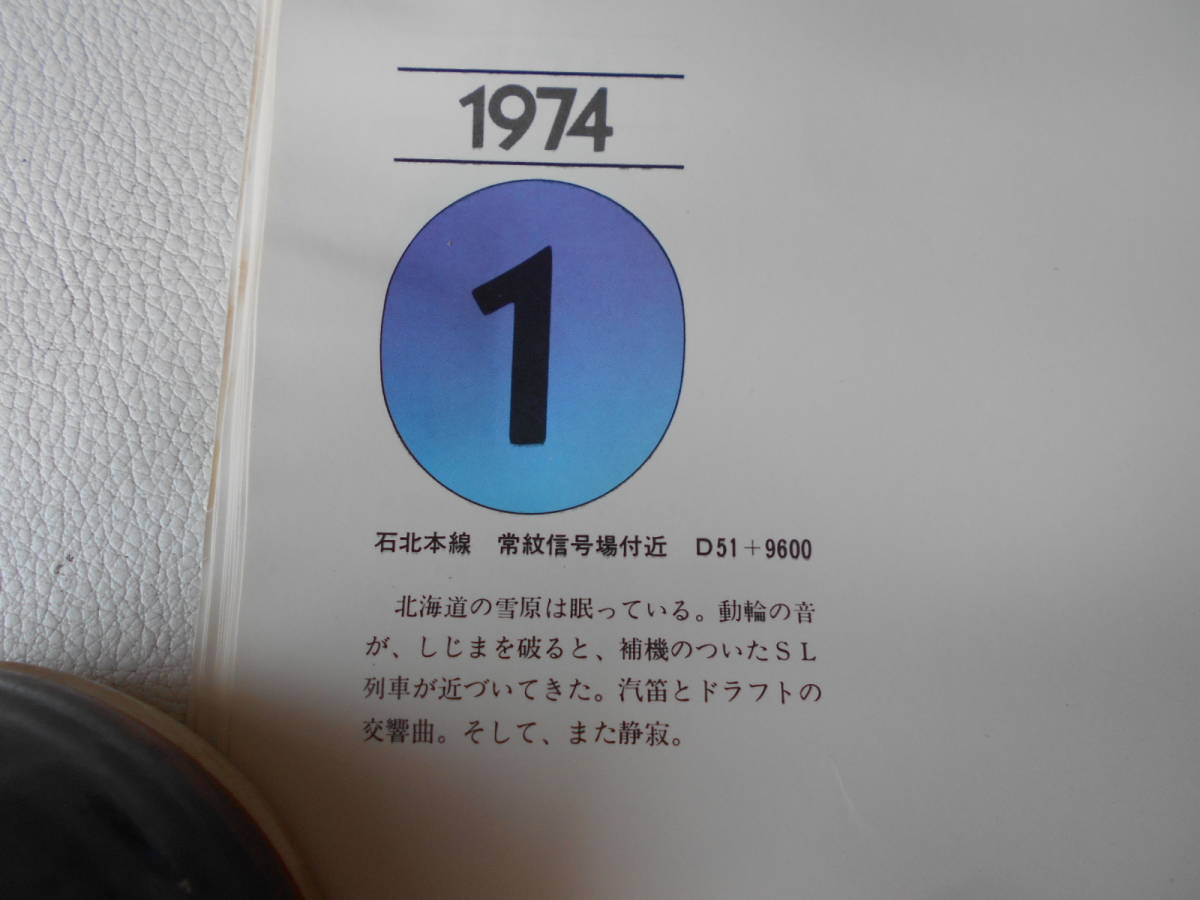 1974
1
石北本線　常紋信号場付近　D51＋9600
　北海道の雪原は眠っている。動輪の音
が、しじまを破ると、補機のついたＳＬ
列車が近づいてきた。汽笛とドラフトの
交響曲。そして、また静寂。